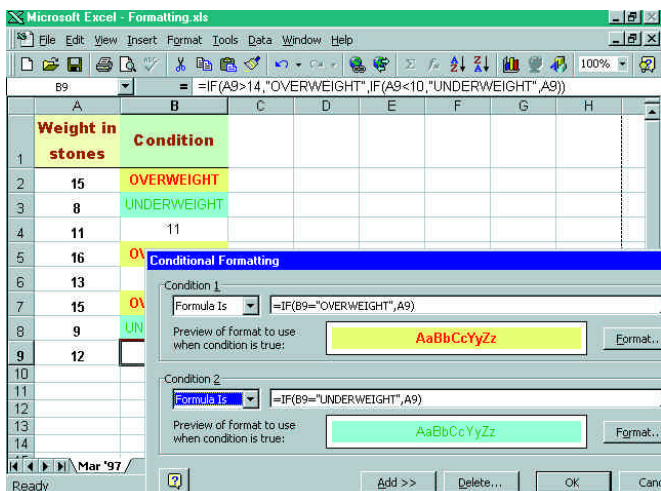 Microsoft Excel - Formatting.xls
File Edit View Insert Format Tools Data Window Help
100%
B9 = =IF(A9>14,"OVERWEIGHT",IF(A9<10,"UNDERWEIGHT",A9))
A B C D E F G H
1 Weight in stones Condition
2 15 OVERWEIGHT
3 8 UNDERWEIGHT
4 11 11
5 16 OV
6 13
7 15 OV
8 9 UN
9 12
10
11
12
13
14
Conditional Formatting
Condition 1
Formula Is =IF(B9="OVERWEIGHT",A9)
Preview of format to use when condition is true:
AaBbCcYyZz
Format..
Condition 2
Formula Is =IF(B9="UNDERWEIGHT",A9)
Preview of format to use when condition is true:
AaBbCcYyZz
Format..
Add >> Delete... OK Canc
Mar '97
Ready